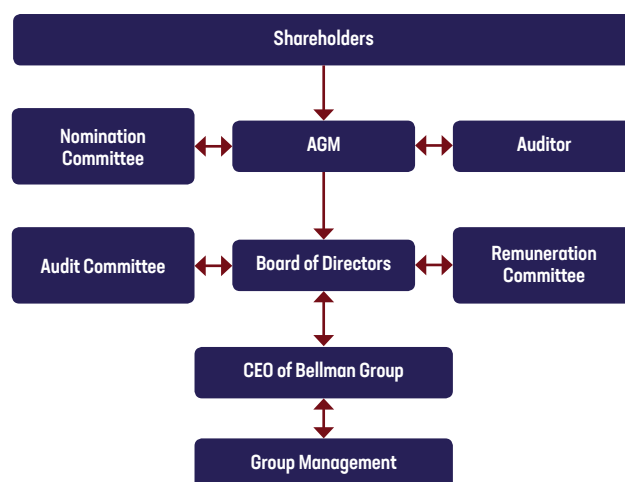 Shareholders
Nomination
Committee
AGM
Auditor
Audit Committee
Board of Directors
Remuneration
Committee
CEO of Bellman Group
Group Management